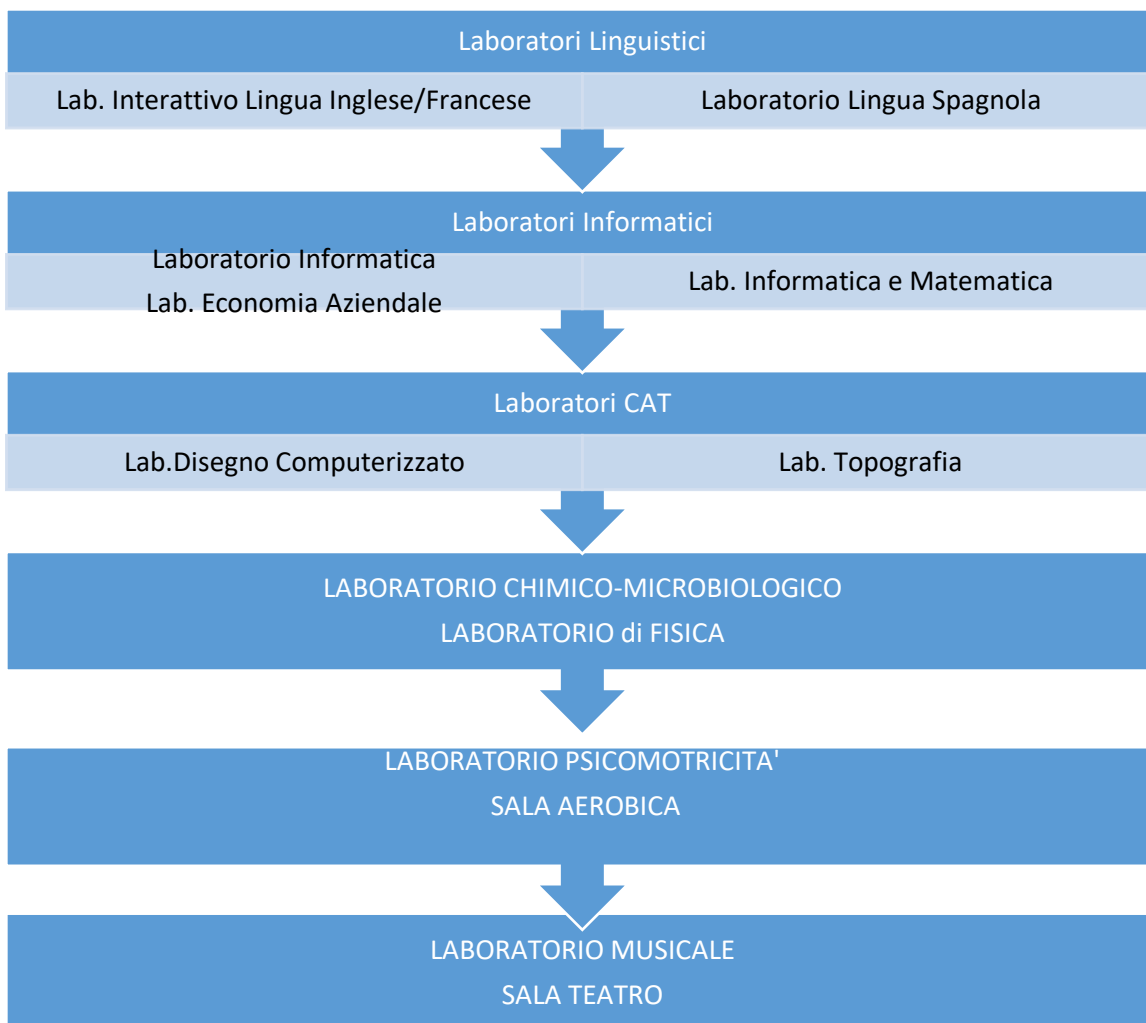 Laboratori Linguistici
Lab. Interattivo Lingua Inglese/Francese
Laboratorio Lingua Spagnola
Laboratori Informatici
Laboratorio Informatica
Lab. Economia Aziendale
Lab. Informatica e Matematica
Laboratori CAT
Lab.Disegno Computerizzato
Lab. Topografia
LABORATORIO CHIMICO-MICROBIOLOGICO
LABORATORIO di FISICA
LABORATORIO PSICOMOTRICITA'
SALA AEROBICA
LABORATORIO MUSICALE
SALA TEATRO